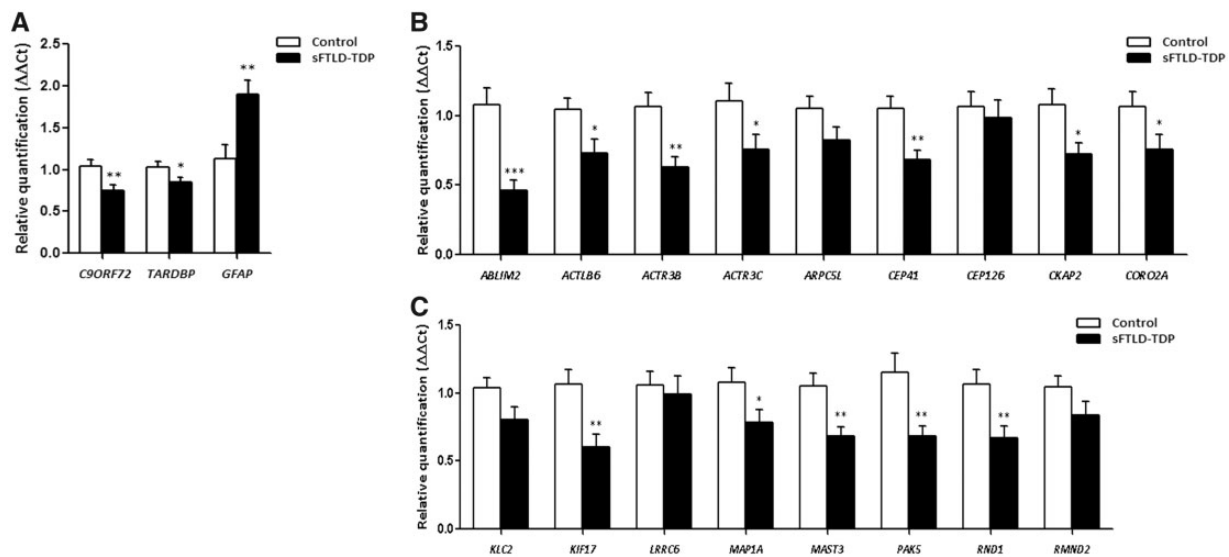 A
Relative quantification (ΔΔCt)
2.5
2.0
1.5
1.0
0.5
0.0
Control
sFTLD-TDP
** * **
C9ORF72 TARDBP GFAP
B
Relative quantification (ΔΔCt)
1.5
1.0
0.5
0.0
Control
sFTLD-TDP
*** * ** * ** * *
ABLIM2 ACTLB6 ACTR3B ACTR3C ARPC5L CEP41 CEP126 CKAP2 CORO2A
C
Relative quantification (ΔΔCt)
1.5
1.0
0.5
0.0
Control
sFTLD-TDP
** * ** ** **
KLC2 KIF17 LRRC6 MAP1A MAST3 PAK5 RND1 RMND2